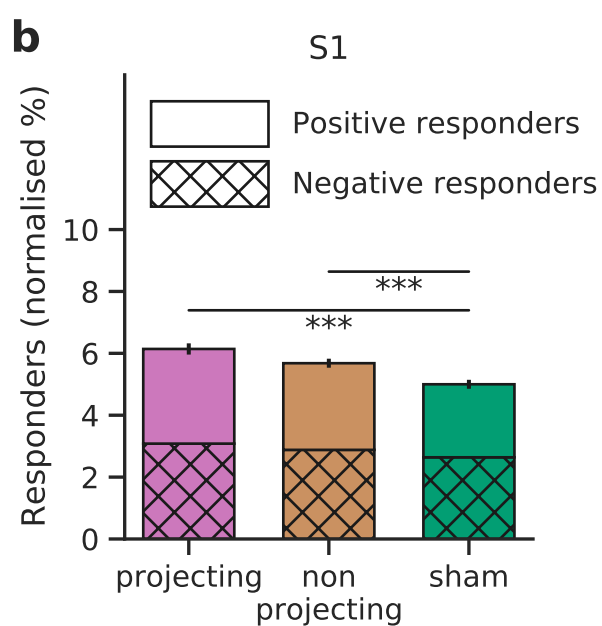 b
S1
Positive responders
Negative responders
Responders (normalised %)
10
8
6
4
2
0
***
***
projecting
non
projecting
sham